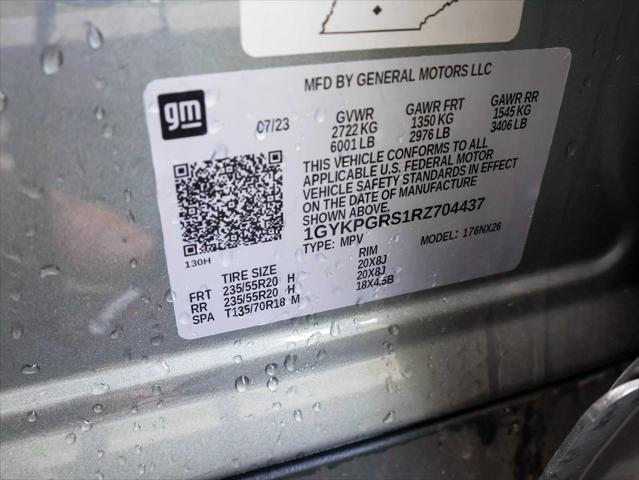 MFD BY GENERAL MOTORS LLC
gm
07/23
GVWR
2722 KG
6001 LB
GAWR FRT
1350 KG
2976 LB
GAWR RR
1545 KG
3406 LB
THIS VEHICLE CONFORMS TO ALL
APPLICABLE U.S. FEDERAL MOTOR
VEHICLE SAFETY STANDARDS IN EFFECT
ON THE DATE OF MANUFACTURE
SHOWN ABOVE.
1GYKPGRS1RZ704437
TYPE: MPV
MODEL: 176NX26
130H
TIRE SIZE RIM
FRT 235/55R20 H 20X8J
RR 235/55R20 H 20X8J
SPA T135/70R18 M 18X4.5B